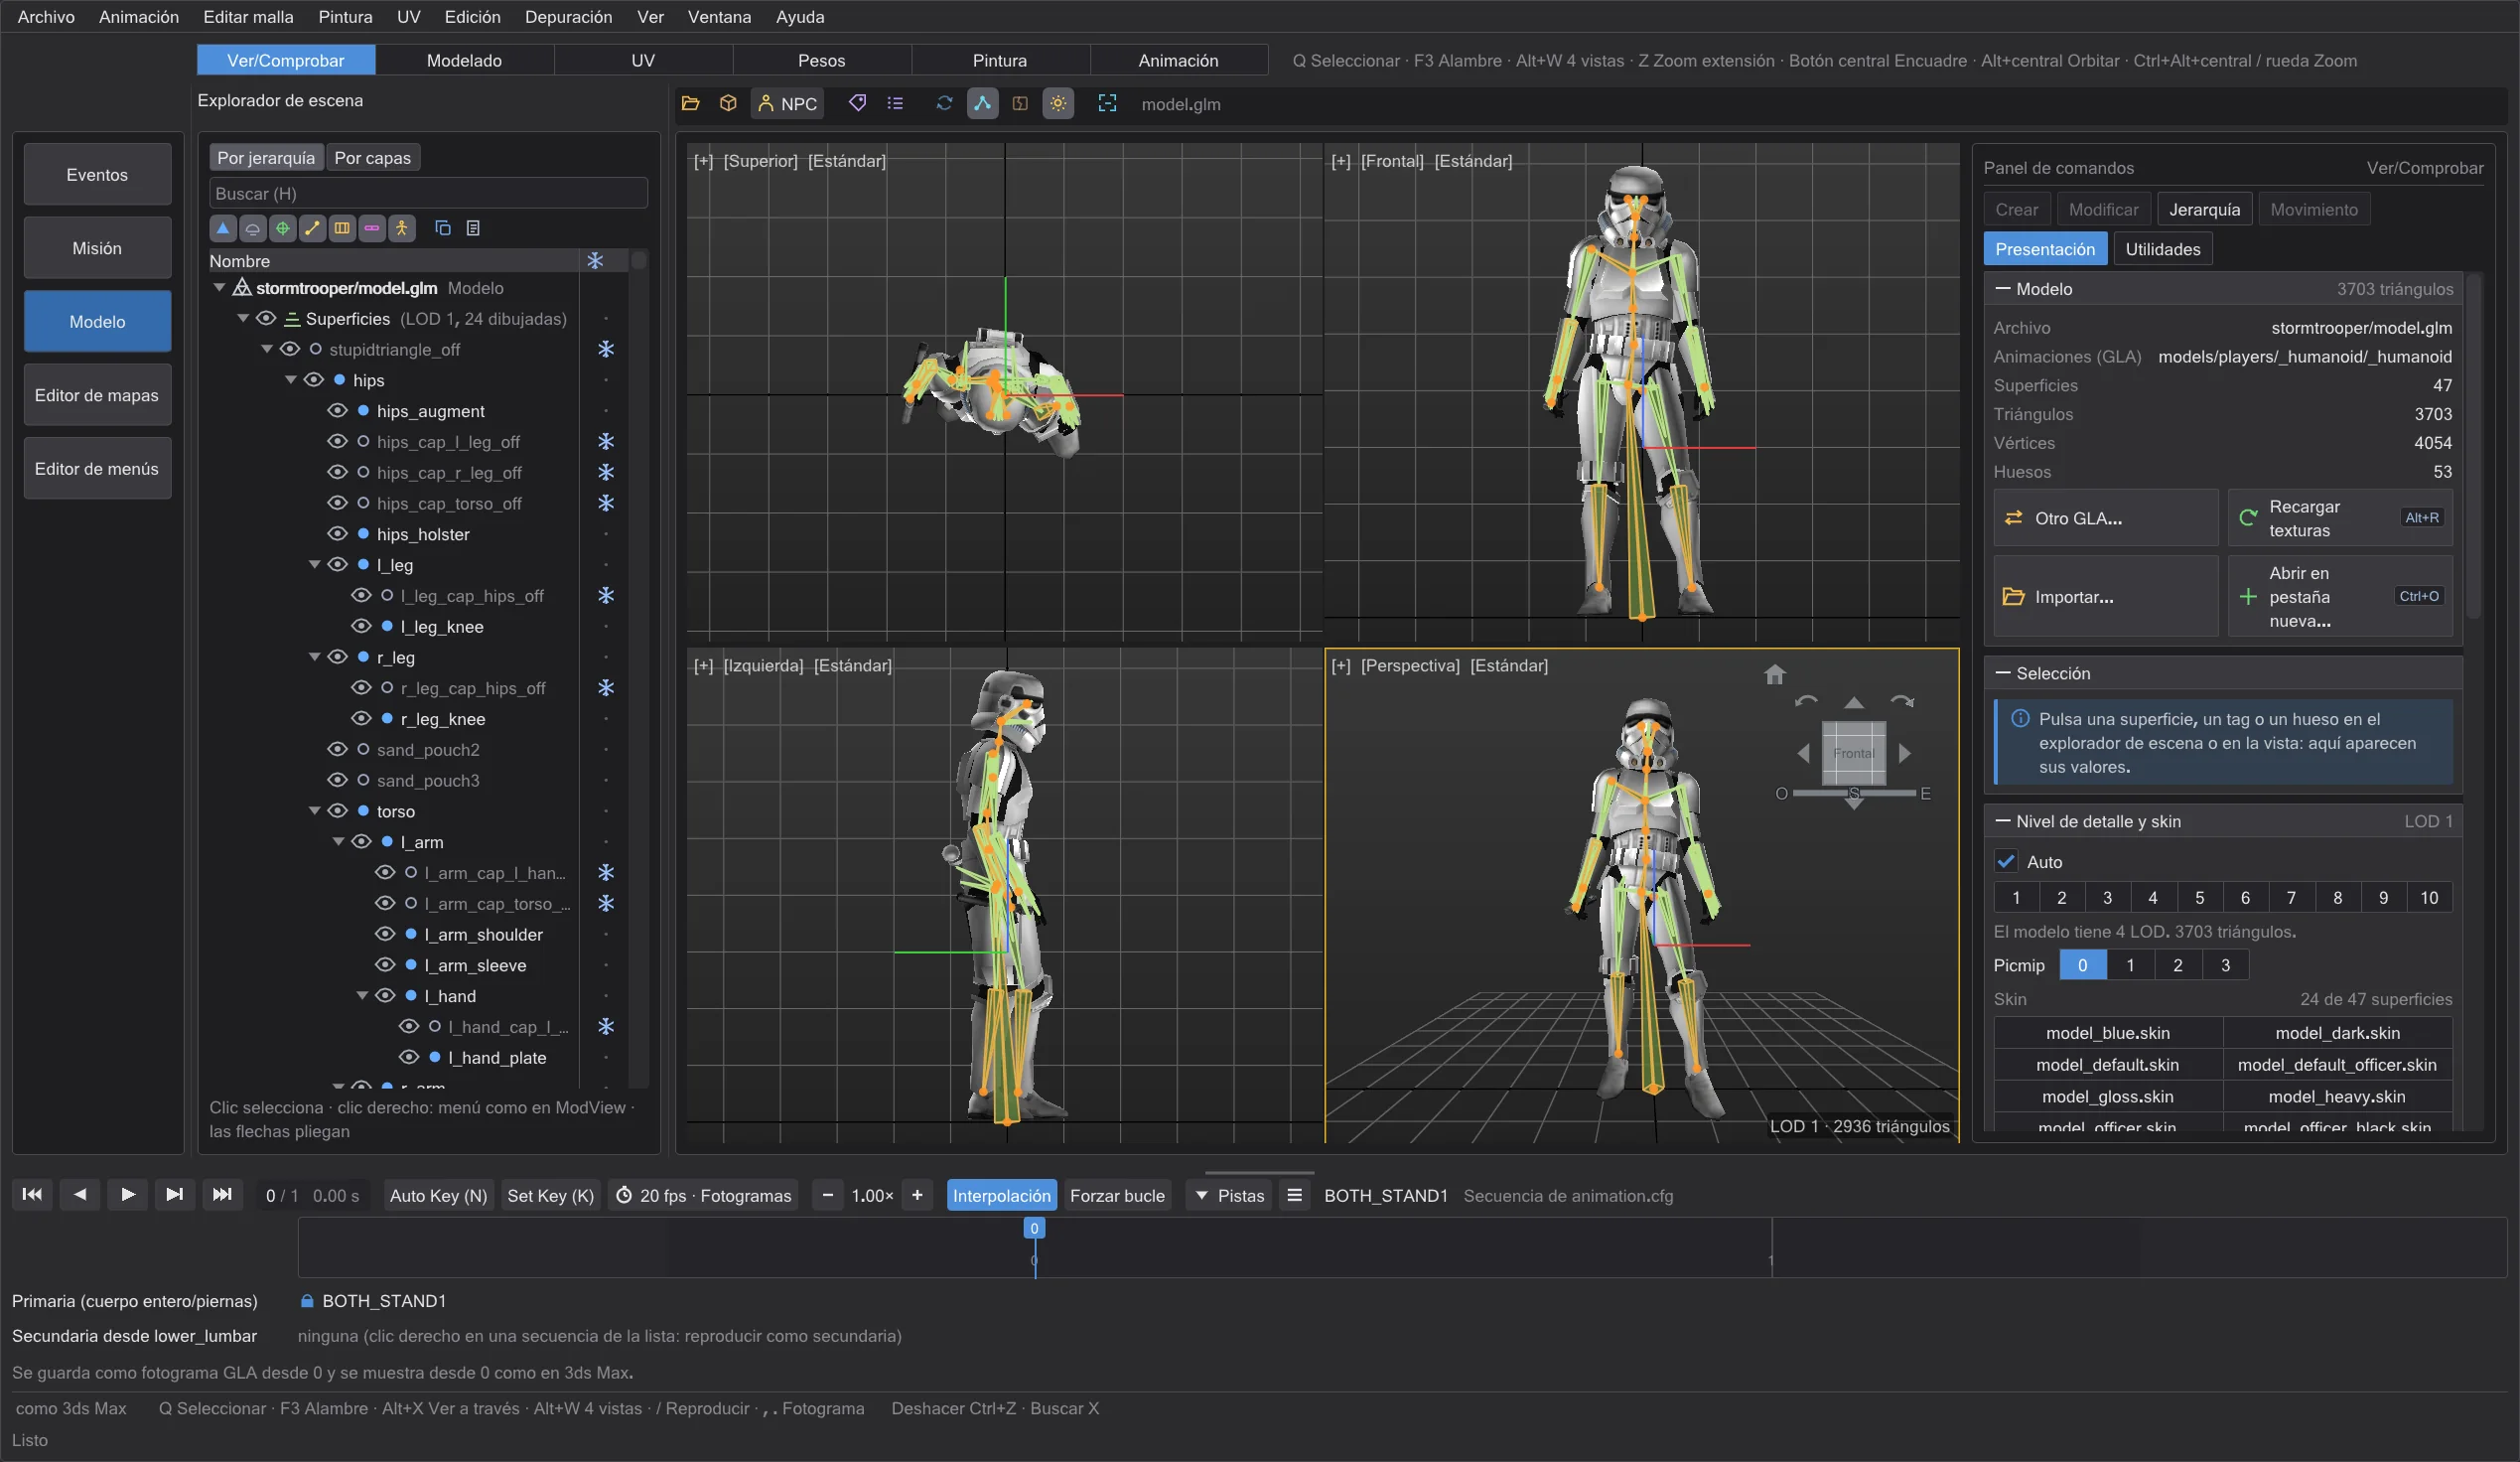 Archivo Animación Editar malla Pintura UV Edición Depuración Ver Ventana Ayuda
Ver/Comprobar Modelado UV Pesos Pintura Animación Q Seleccionar · F3 Alambre · Alt+W 4 vistas · Z Zoom extensión · Botón central Encuadre · Alt+central Orbitar · Ctrl+Alt+central / rueda Zoom
Explorador de escena
NPC model.glm
Eventos
Misión
Modelo
Editor de mapas
Editor de menús
Por jerarquía Por capas
Buscar (H)
Nombre
stormtrooper/model.glm Modelo
Superficies (LOD 1, 24 dibujadas)
stupidtriangle_off
hips
hips_augment
hips_cap_l_leg_off
hips_cap_r_leg_off
hips_cap_torso_off
hips_holster
l_leg
l_leg_cap_hips_off
l_leg_knee
r_leg
r_leg_cap_hips_off
r_leg_knee
sand_pouch2
sand_pouch3
torso
l_arm
l_arm_cap_l_han...
l_arm_cap_torso_...
l_arm_shoulder
l_arm_sleeve
l_hand
l_hand_cap_l_...
l_hand_plate
r_arm
Clic selecciona · clic derecho: menú como en ModView ·
las flechas pliegan
[+] [Superior] [Estándar]
[+] [Frontal] [Estándar]
[+] [Izquierda] [Estándar]
[+] [Perspectiva] [Estándar]
Frontal
O S E
LOD 1 · 2936 triángulos
Panel de comandos Ver/Comprobar
Crear Modificar Jerarquía Movimiento
Presentación Utilidades
Modelo 3703 triángulos
Archivo stormtrooper/model.glm
Animaciones (GLA) models/players/_humanoid/_humanoid
Superficies 47
Triángulos 3703
Vértices 4054
Huesos 53
Otro GLA...
Recargar texturas Alt+R
Importar...
Abrir en pestaña nueva... Ctrl+O
Selección
Pulsa una superficie, un tag o un hueso en el
explorador de escena o en la vista: aquí aparecen
sus valores.
Nivel de detalle y skin LOD 1
Auto
1 2 3 4 5 6 7 8 9 10
El modelo tiene 4 LOD. 3703 triángulos.
Picmip 0 1 2 3
Skin 24 de 47 superficies
model_blue.skin model_dark.skin
model_default.skin model_default_officer.skin
model_gloss.skin model_heavy.skin
model_officer.skin model_officer_black.skin
0 / 1 0.00 s Auto Key (N) Set Key (K) 20 fps · Fotogramas − 1.00× + Interpolación Forzar bucle Pistas BOTH_STAND1 Secuencia de animation.cfg
0
0 1
Primaria (cuerpo entero/piernas) BOTH_STAND1
Secundaria desde lower_lumbar ninguna (clic derecho en una secuencia de la lista: reproducir como secundaria)
Se guarda como fotograma GLA desde 0 y se muestra desde 0 como en 3ds Max.
como 3ds Max Q Seleccionar · F3 Alambre · Alt+X Ver a través · Alt+W 4 vistas · / Reproducir · , . Fotograma Deshacer Ctrl+Z · Buscar X
Listo